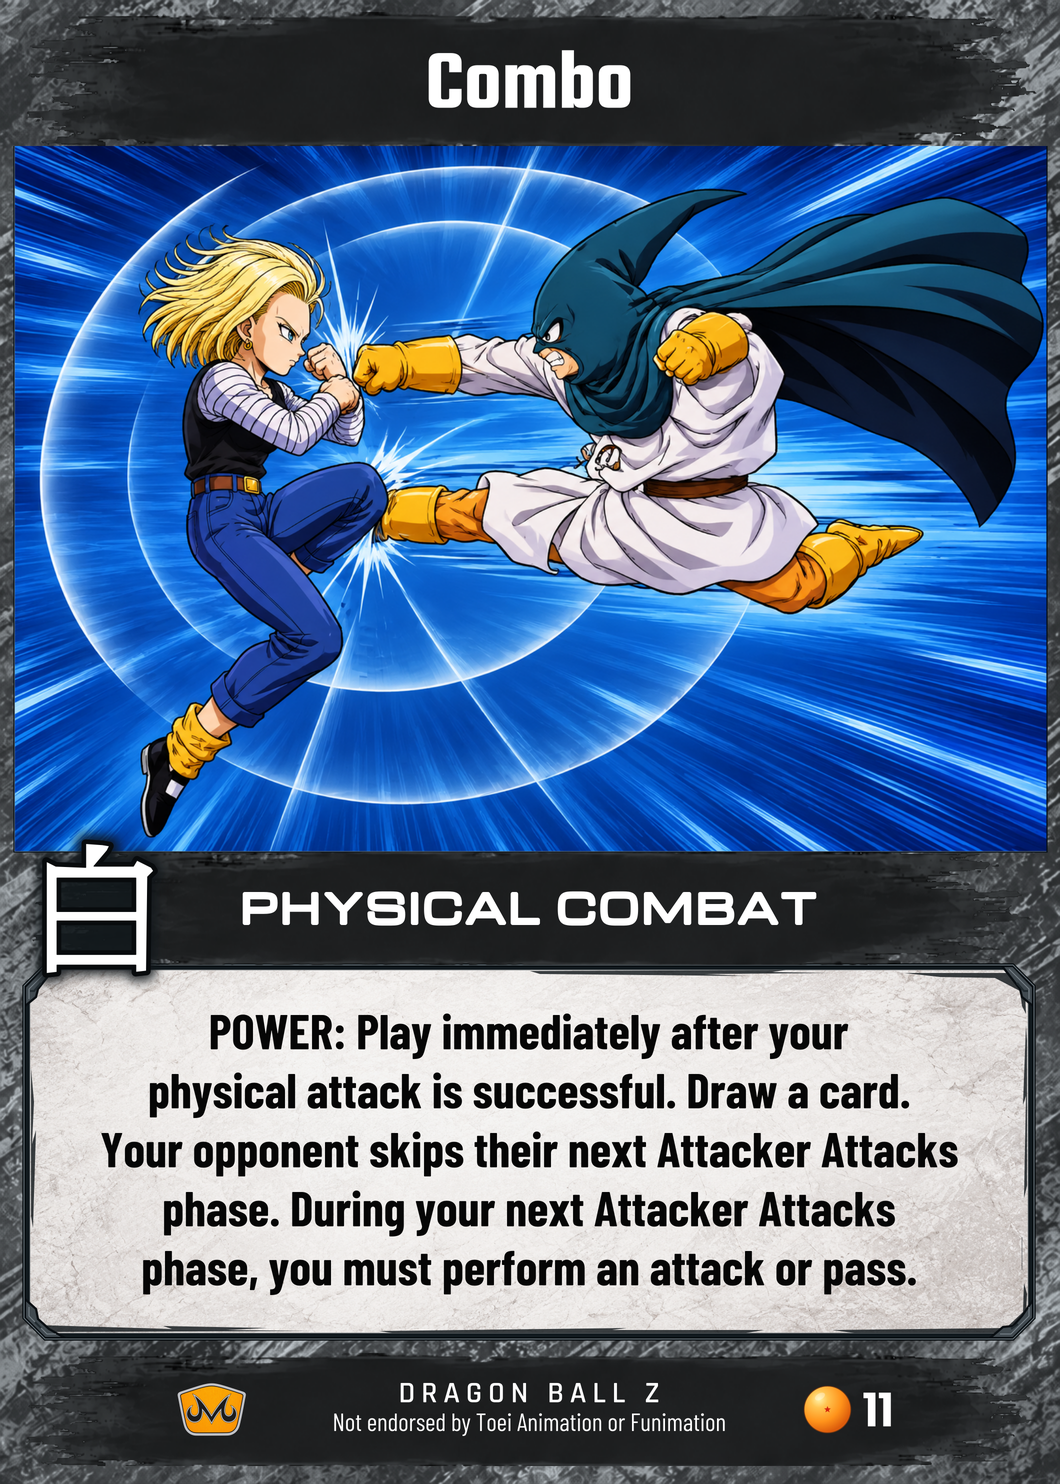 Combo
白
PHYSICAL COMBAT
POWER: Play immediately after your
physical attack is successful. Draw a card.
Your opponent skips their next Attacker Attacks
phase. During your next Attacker Attacks
phase, you must perform an attack or pass.
DRAGON BALL Z
Not endorsed by Toei Animation or Funimation
11